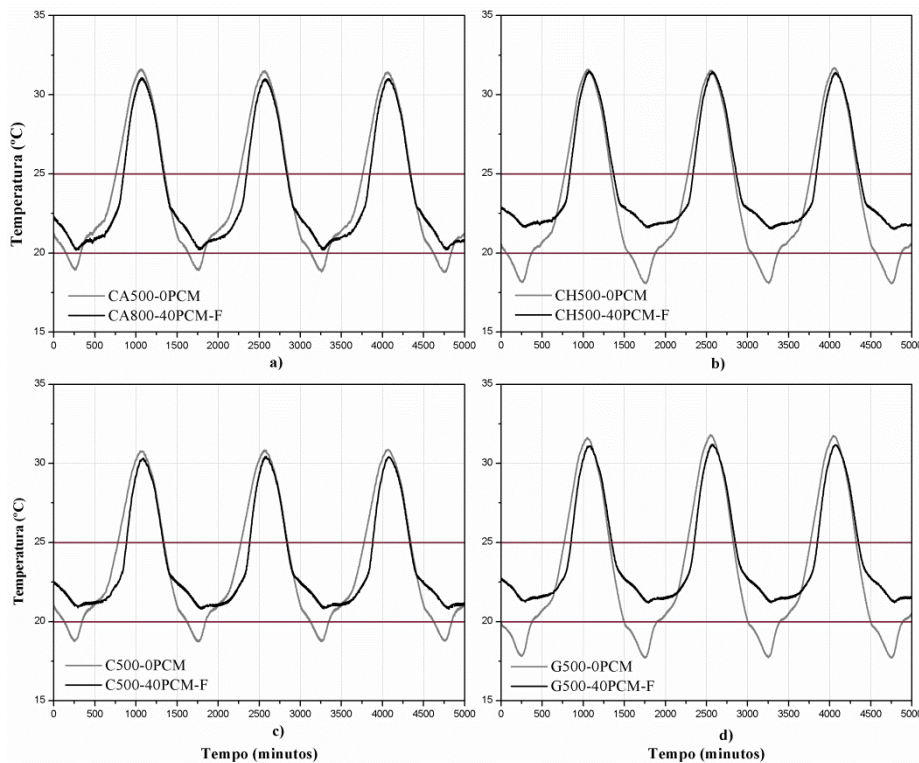 35
30
25
20
15
Temperatura (ºC)
CA500-0PCM
CA800-40PCM-F
0 500 1000 1500 2000 2500 3000 3500 4000 4500 5000
a)
35
30
25
20
15
CH500-0PCM
CH500-40PCM-F
0 500 1000 1500 2000 2500 3000 3500 4000 4500 5000
b)
35
30
25
20
15
Temperatura (ºC)
C500-0PCM
C500-40PCM-F
0 500 1000 1500 2000 2500 3000 3500 4000 4500 5000
c)
Tempo (minutos)
35
30
25
20
15
G500-0PCM
G500-40PCM-F
0 500 1000 1500 2000 2500 3000 3500 4000 4500 5000
d)
Tempo (minutos)